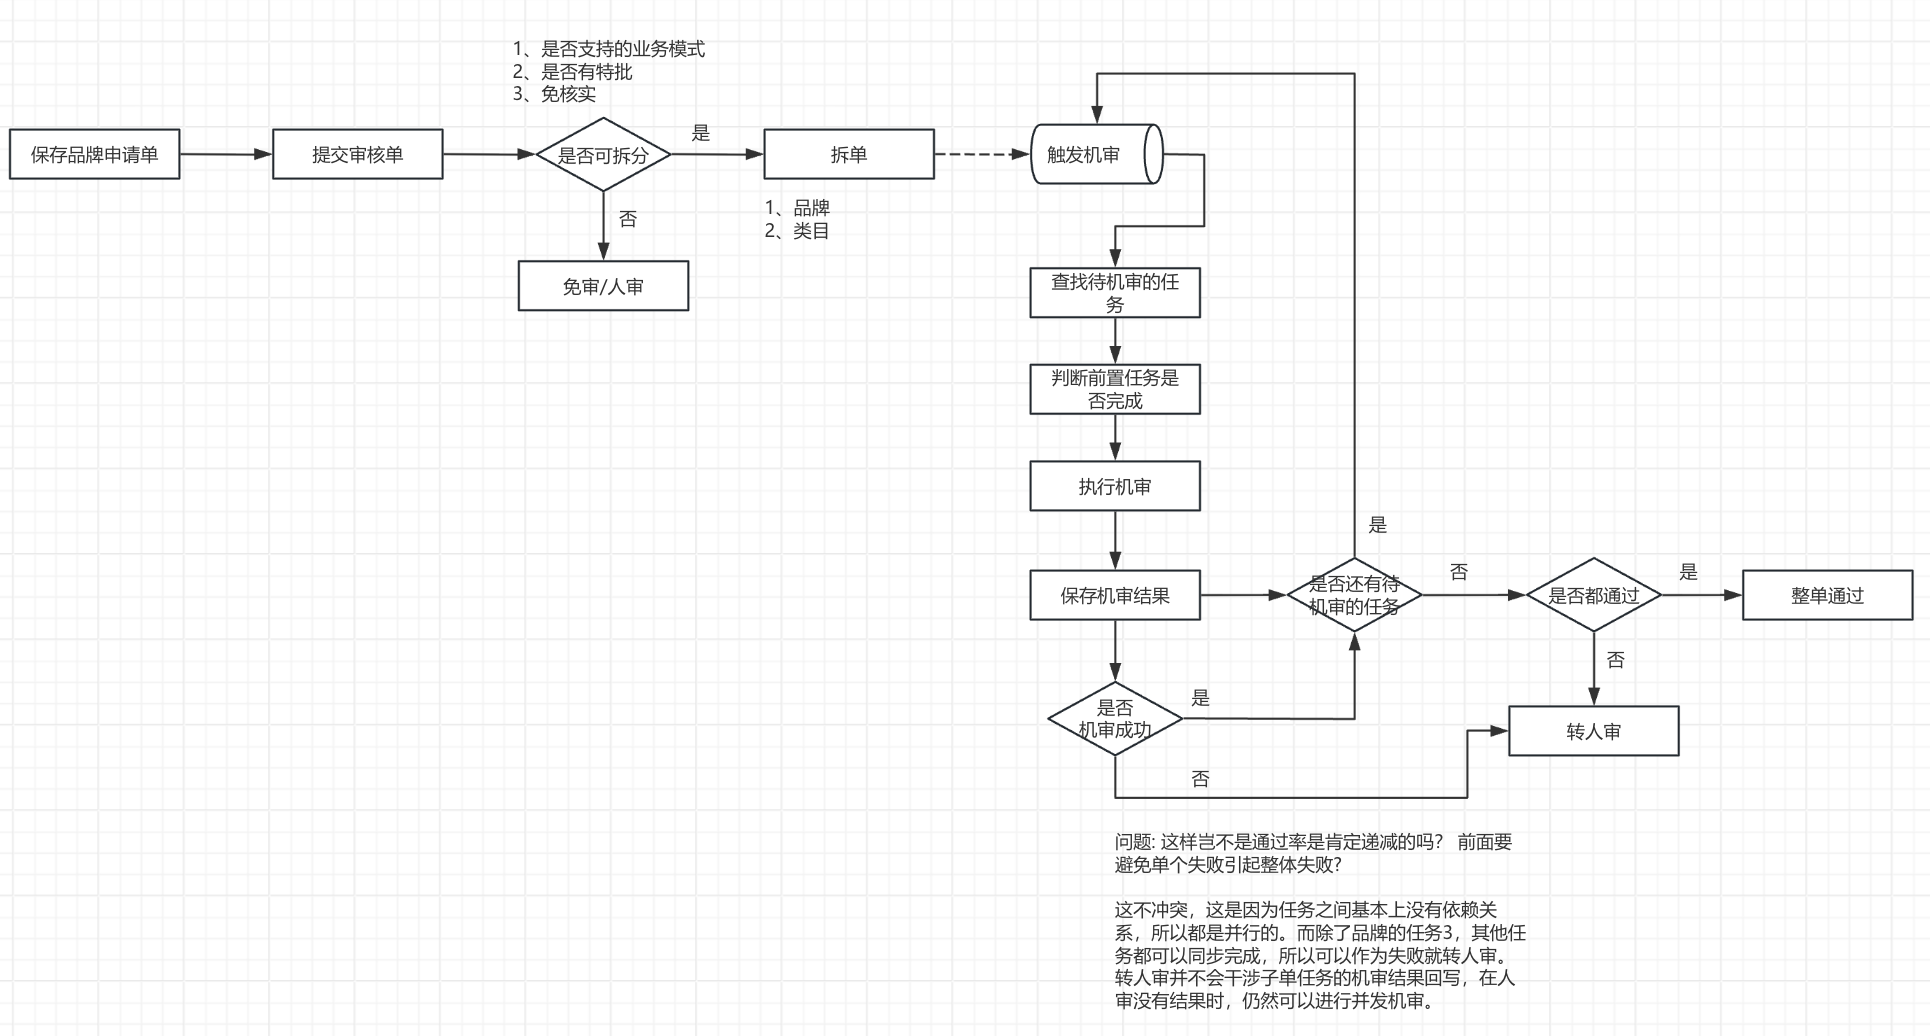 1、是否支持的业务模式
2、是否有特批
3、免核实
保存品牌申请单
提交审核单
是否可拆分
是
拆单
触发机审
否
1、品牌
2、类目
免审/人审
查找待机审的任
务
判断前置任务是
否完成
执行机审
是
保存机审结果
是否还有待
机审的任务
否
是否都通过
是
整单通过
否
是否
机审成功
是
转人审
否
问题: 这样岂不是通过率是肯定递减的吗？ 前面要
避免单个失败引起整体失败?
这不冲突，这是因为任务之间基本上没有依赖关
系，所以都是并行的。而除了品牌的任务3，其他任
务都可以同步完成，所以可以作为失败就转人审。
转人审并不会干涉子单任务的机审结果回写，在人
审没有结果时，仍然可以进行并发机审。